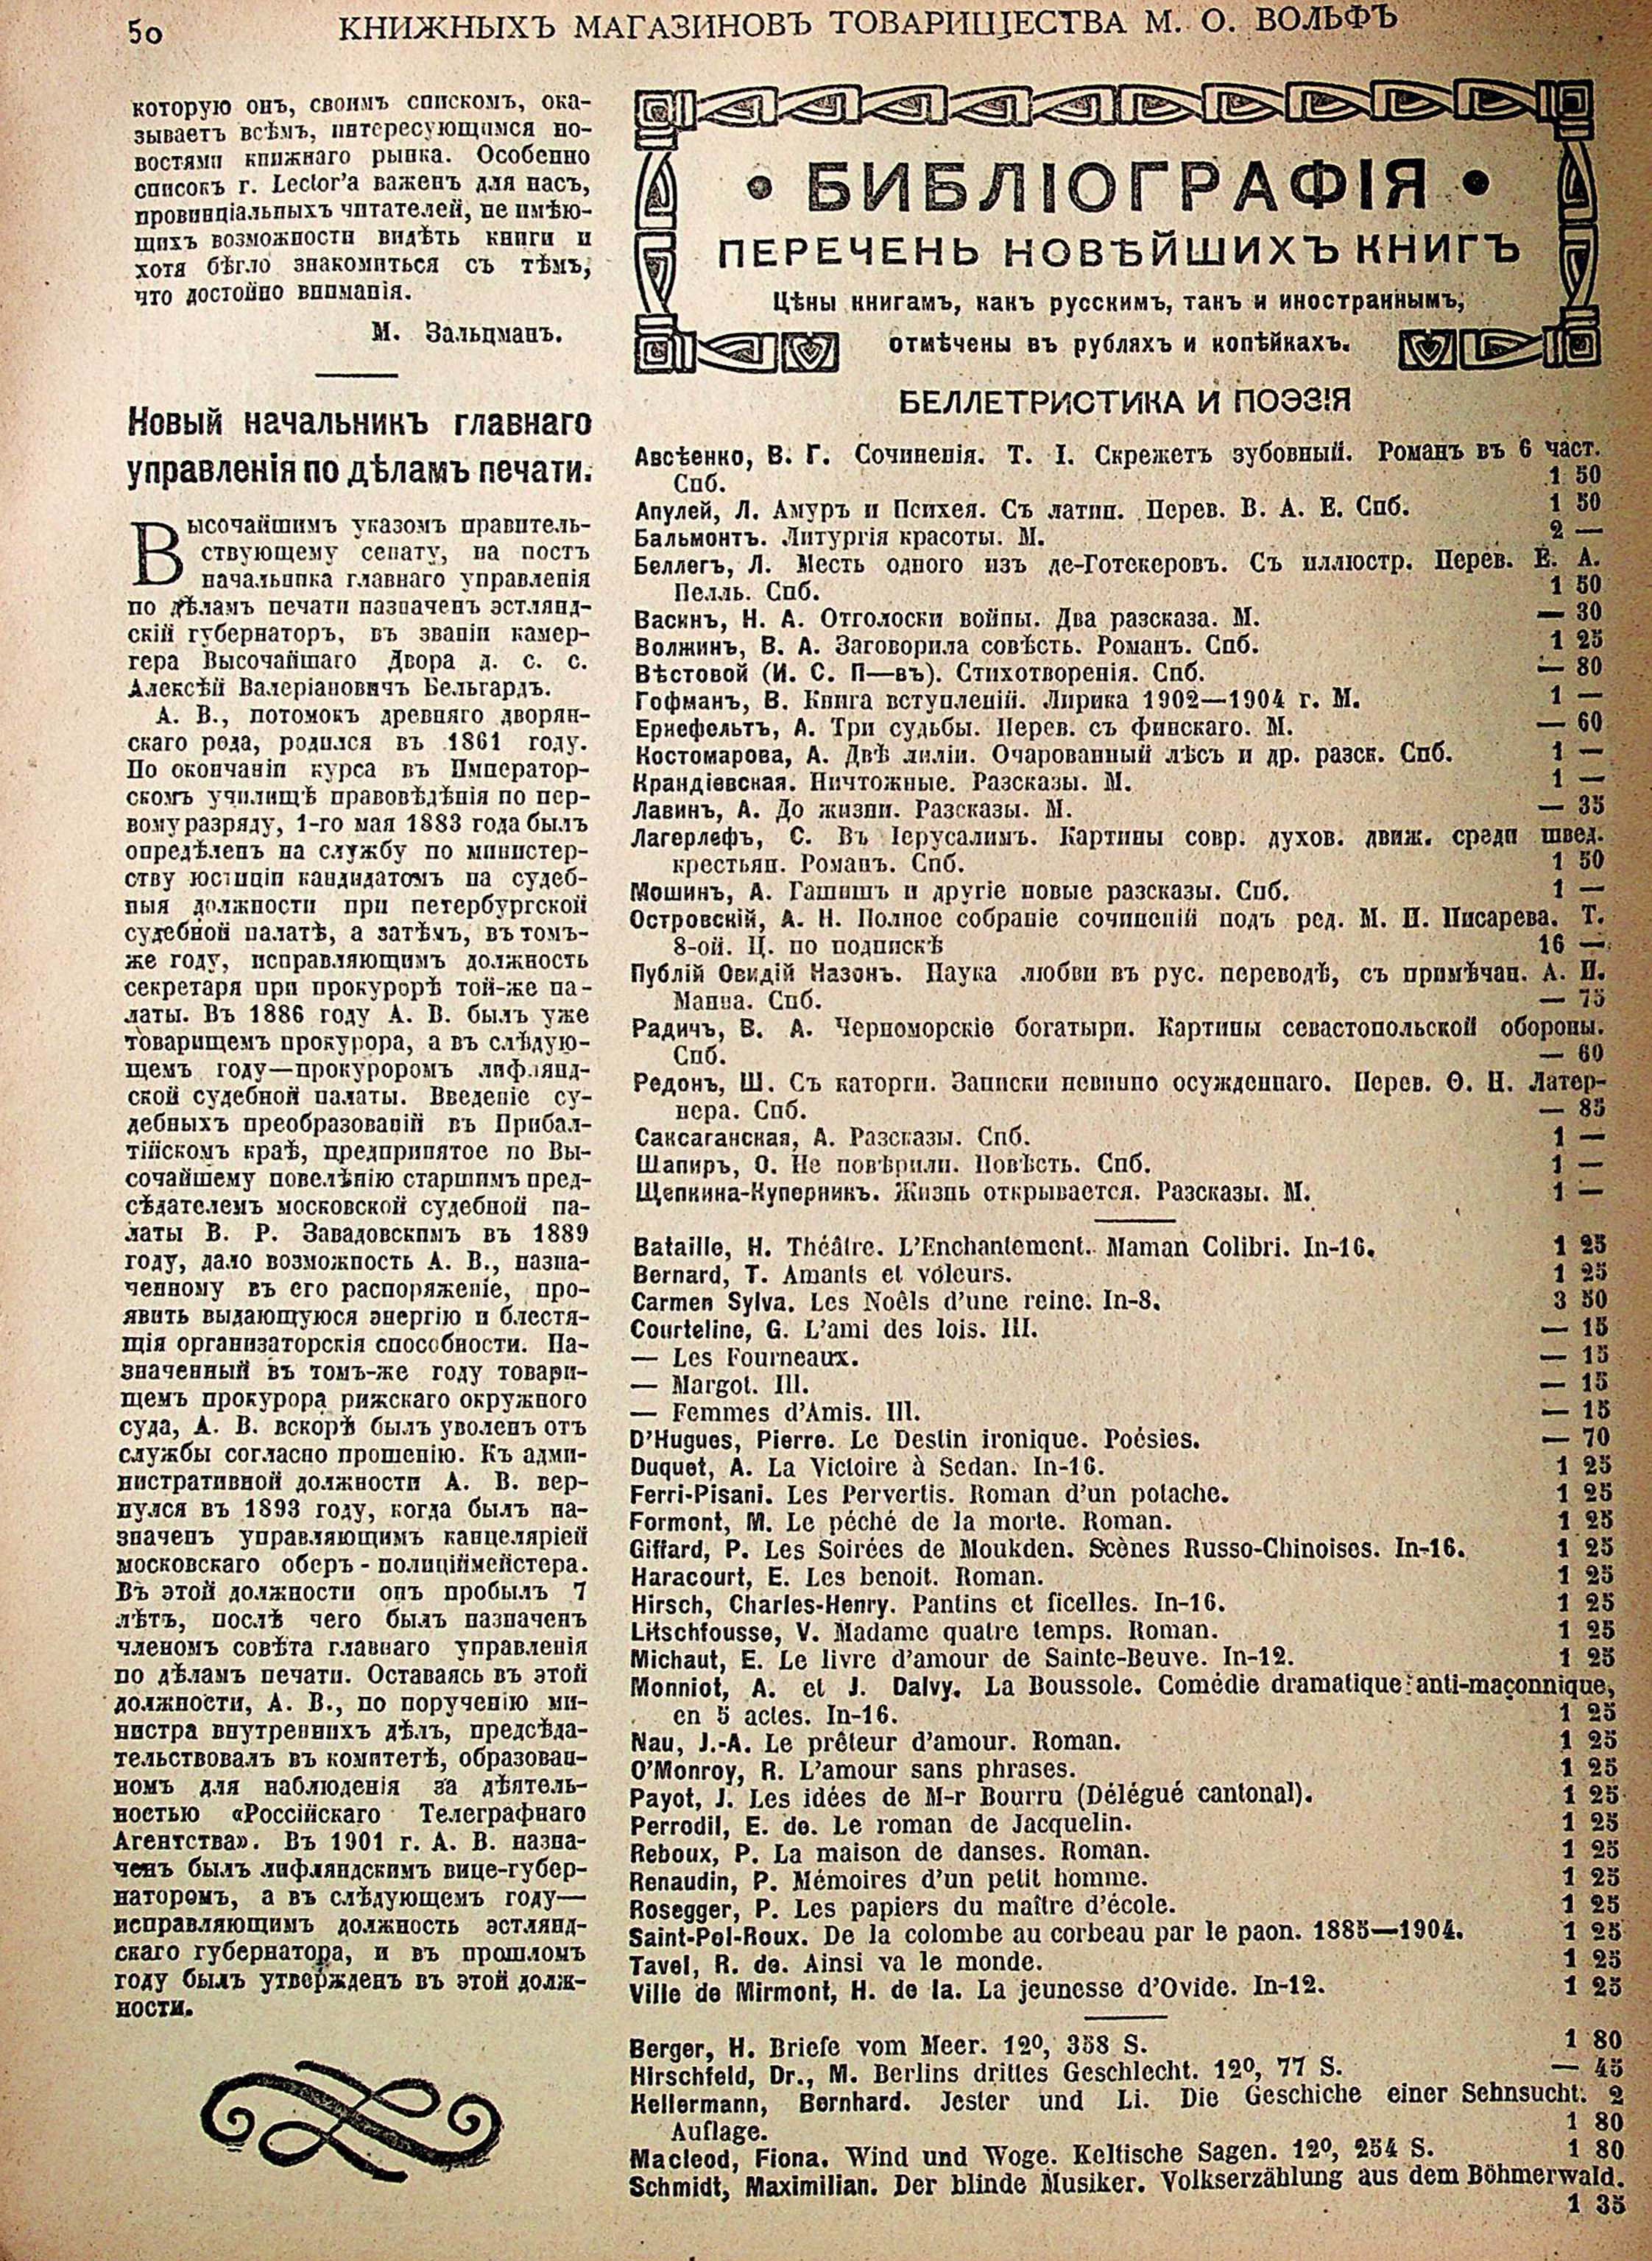 50
КНИЖНЫХЪ МАГАЗИНОВЪ ТОВАРИЩЕСТВА М. О. ВОЛЬФЪ
которую онъ, своимъ спискомъ, ока-
зываетъ всѣмъ, интересующимся но-
востями книжнаго рынка. Особенно
списокъ г. Lector'а важенъ для насъ,
провинціальныхъ читателей, не имѣю-
щихъ возможности видѣть книги и
хотя бѣгло знакомиться съ тѣмъ,
что достойно вниманія.
М. Зальцманъ.
Новый начальникъ главнаго
управленія по дѣламъ печати.
Высочайшимъ указомъ правитель-
ствующему сенату, на постъ
начальника главнаго управленія
по дѣламъ печати назначенъ эстлянд-
скій губернаторъ, въ званіи камер-
гера Высочайшаго Двора д. с. с.
Алексѣй Валеріановичъ Бельгардъ.
А. В., потомокъ древняго дворян-
скаго рода, родился въ 1861 году.
По окончаніи курса въ Император-
скомъ училищѣ правовѣдѣнія по пер-
вому разряду, 1-го мая 1883 года былъ
опредѣленъ на службу по министер-
ству юстиціи кандидатомъ на судеб-
ныя должности при петербургской
судебной палатѣ, а затѣмъ, въ томъ-
же году, исправляющимъ должность
секретаря при прокурорѣ той-же па-
латы. Въ 1886 году А. В. былъ уже
товарищемъ прокурора, а въ слѣдую-
щемъ году—прокуроромъ лифлянд-
ской судебной палаты. Введеніе су-
дебныхъ преобразованій въ Прибал-
тійскомъ краѣ, предпринятое по Вы-
сочайшему повелѣнію старшимъ пред-
сѣдателемъ московской судебной па-
латы В. Р. Завадовскимъ въ 1889
году, дало возможность А. В., назна-
ченному въ его распоряженіе, про-
явить выдающуюся энергію и блестя-
щія организаторскія способности. На-
значенный въ томъ-же году товари-
щемъ прокурора рижскаго окружного
суда, А. В. вскорѣ былъ уволенъ отъ
службы согласно прошенію. Къ адми-
нистративной должности А. В. вер-
нулся въ 1893 году, когда былъ на-
значенъ управляющимъ канцеляріей
московскаго оберъ-полиціймейстера.
Въ этой должности онъ пробылъ 7
лѣтъ, послѣ чего былъ назначенъ
членомъ совѣта главнаго управленія
по дѣламъ печати. Оставаясь въ этой
должности, А. В., по порученію ми-
нистра внутреннихъ дѣлъ, предсѣда-
тельствовалъ въ комитетѣ, образован-
номъ для наблюденія за дѣятель-
ностью «Россійскаго Телеграфнаго
Агентства». Въ 1901 г. А. В. назна-
ченъ былъ лифляндскимъ вице-губер-
наторомъ, а въ слѣдующемъ году—
исправляющимъ должность эстлянд-
скаго губернатора, и въ прошломъ
году былъ утвержденъ въ этой долж-
ности.
• БИБЛІОГРАФІЯ •
ПЕРЕЧЕНЬ НОВѢЙШИХЪ КНИГЪ
Цѣны книгамъ, какъ русскимъ, такъ и иностраннымъ,
отмѣчены въ рубляхъ и копѣйкахъ.
БЕЛЛЕТРИСТИКА И ПОЭЗІЯ
Авсѣенко, В. Г. Сочиненія. Т. I. Скрежетъ зубовный. Романъ въ 6 част.
Спб. 1 50
Апулей, Л. Амуръ и Психея. Съ латин. Перев. В. А. Е. Спб. 1 50
Бальмонтъ. Литургія красоты. М. 2 —
Беллегъ, Л. Месть одного изъ де-Готекеровъ. Съ иллюстр. Перев. Е. А.
Пелль. Спб. 1 50
Васинъ, Н. А. Отголоски войны. Два разсказа. М. — 30
Волжинъ, В. А. Заговорила совѣсть. Романъ. Спб. 1 25
Вѣстовой (И. С. П—въ). Стихотворенія. Спб. — 80
Гофманъ, В. Книга вступленій. Лирика 1902—1904 г. М. 1 —
Ернефельтъ, А. Три судьбы. Перев. съ финскаго. М. — 60
Костомарова, А. Двѣ лиліи. Очарованный лѣсъ и др. разск. Спб. 1 —
Крандіевская. Ничтожные. Разсказы. М. 1 —
Лавинъ, А. До жизни. Разсказы. М. — 35
Лагерлефъ, С. Въ Іерусалимъ. Картины совр. духов. движ. среди швед.
крестьян. Романъ. Спб. 1 50
Мошинъ, А. Гашишъ и другіе новые разсказы. Спб. 1 —
Островскій, А. Н. Полное собраніе сочиненій подъ ред. М. И. Писарева. Т.
8-ой. Ц. по подпискѣ 16 —
Публій Овидій Назонъ. Наука любви въ рус. переводѣ, съ примѣчан. А. И.
Манна. Спб. — 75
Радичъ, В. А. Черноморскіе богатыри. Картины севастопольской обороны.
Спб. — 60
Редонъ, Ш. Съ каторги. Записки невинно осужденнаго. Перев. Ѳ. Н. Латер-
нера. Спб. — 85
Саксаганская, А. Разсказы. Спб. 1 —
Шапиръ, О. Не повѣрили. Повѣсть. Спб. 1 —
Щепкина-Куперникъ. Жизнь открывается. Разсказы. М. 1 —
Bataille, H. Théâtre. L'Enchantement. Maman Colibri. In-16. 1 25
Bernard, T. Amants et voleurs. 1 25
Carmen Sylva. Les Noëls d'une reine. In-8. 3 50
Courteline, G. L'ami des lois. Ill. — 15
— Les Fourneaux. — 15
— Margot. Ill. — 15
— Femmes d'Amis. Ill. — 15
D'Hugues, Pierre. Le Destin ironique. Poésies. — 70
Duquet, A. La Victoire à Sedan. In-16. 1 25
Ferri-Pisani. Les Pervertis. Roman d'un potache. 1 25
Formont, M. Le péché de la morte. Roman. 1 25
Giffard, P. Les Soirées de Moukden. Scènes Russo-Chinoises. In-16. 1 25
Haracourt, E. Les benoit. Roman. 1 25
Hirsch, Charles-Henry. Pantins et ficelles. In-16. 1 25
Litschfousse, V. Madame quatre temps. Roman. 1 25
Michaut, E. Le livre d'amour de Sainte-Beuve. In-12. 1 25
Monniot, A. et J. Dalvy. La Boussole. Comédie dramatique anti-maçonnique,
en 5 actes. In-16. 1 25
Nau, J.-A. Le prêteur d'amour. Roman. 1 25
O'Monroy, R. L'amour sans phrases. 1 25
Payot, J. Les idées de M-r Bourru (Délégué cantonal). 1 25
Perrodil, E. de. Le roman de Jacquelin. 1 25
Reboux, P. La maison de danses. Roman. 1 25
Renaudin, P. Mémoires d'un petit homme. 1 25
Rosegger, P. Les papiers du maître d'école. 1 25
Saint-Pol-Roux. De la colombe au corbeau par le paon. 1885—1904. 1 25
Tavel, R. de. Ainsi va le monde. 1 25
Ville de Mirmont, H. de la. La jeunesse d'Ovide. In-12. 1 25
Berger, H. Briefe vom Meer. 12⁰, 358 S. 1 80
Hirschfeld, Dr., M. Berlins drittes Geschlecht. 12⁰, 77 S. — 45
Kellermann, Bernhard. Jester und Li. Die Geschiche einer Sehnsucht. 2
Auflage. 1 80
Macleod, Fiona. Wind und Woge. Keltische Sagen. 12⁰, 254 S. 1 80
Schmidt, Maximilian. Der blinde Musiker. Volkserzählung aus dem Böhmerwald.
1 35